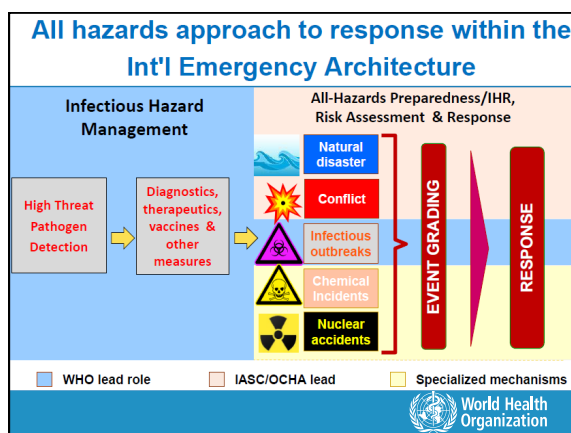 All hazards approach to response within the
Int'l Emergency Architecture
Infectious Hazard
Management
All-Hazards Preparedness/IHR,
Risk Assessment & Response
High Threat
Pathogen
Detection
Diagnostics,
therapeutics,
vaccines &
other
measures
Natural
disaster
Conflict
Infectious
outbreaks
Chemical
Incidents
Nuclear
accidents
EVENT GRADING
RESPONSE
WHO lead role
IASC/OCHA lead
Specialized mechanisms
World Health
Organization